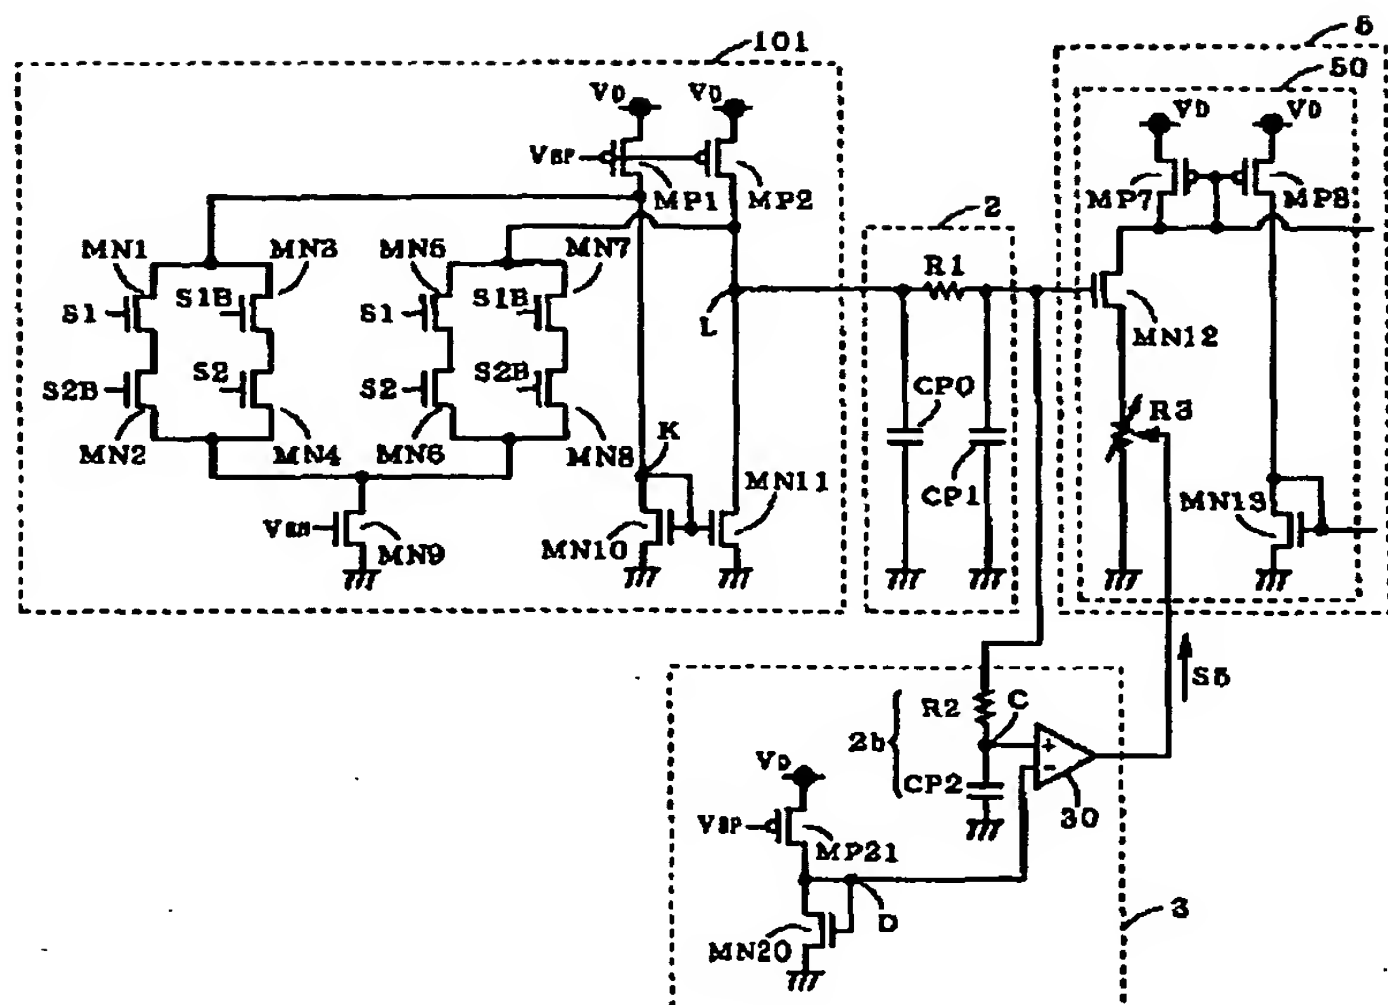 101
5
50
VD
VD
VD
VD
VBP
MP1
MP2
MP7
MP8
2
MN1
MN3
MN5
MN7
S1
S1B
S1
S1B
L
R1
MN12
S2B
S2
S2
S2B
CP0
R3
MN2
MN4
MN6
MN8
K
CP1
MN11
MN13
VBN
MN9
MN10
S5
R2
C
2b
+
-
VD
CP2
30
VBP
MP21
D
3
MN20